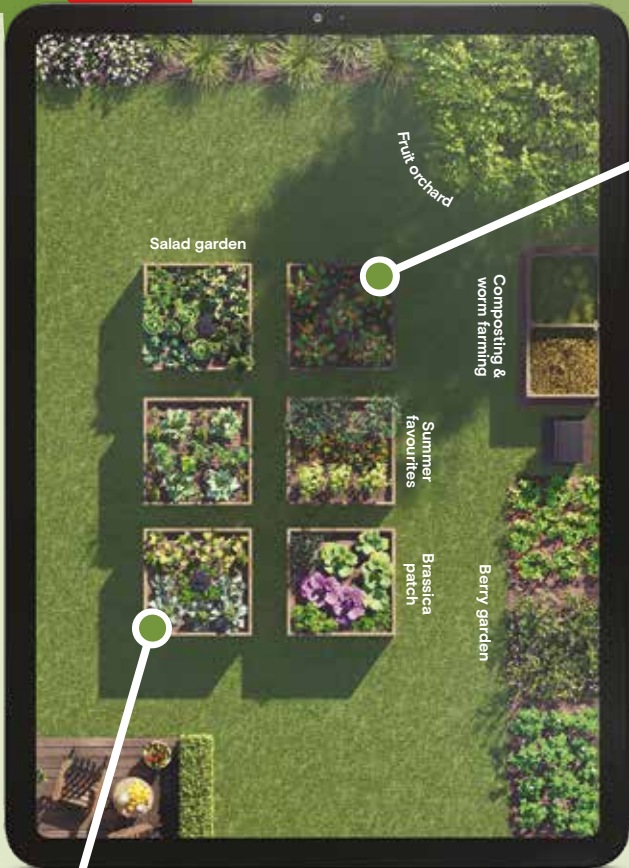 Fruit orchard
Salad garden
Composting &
worm farming
Summer
favourites
Brassica
patch
Berry garden